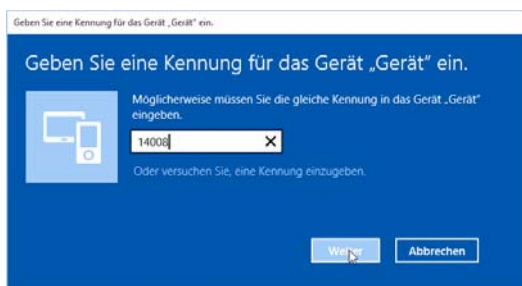 Geben Sie eine Kennung für das Gerät „Gerät“ ein.
Geben Sie eine Kennung für das Gerät „Gerät“ ein.
Möglicherweise müssen Sie die gleiche Kennung in das Gerät „Gerät“
eingeben.
14008
Oder versuchen Sie, eine Kennung einzugeben.
Weiter Abbrechen